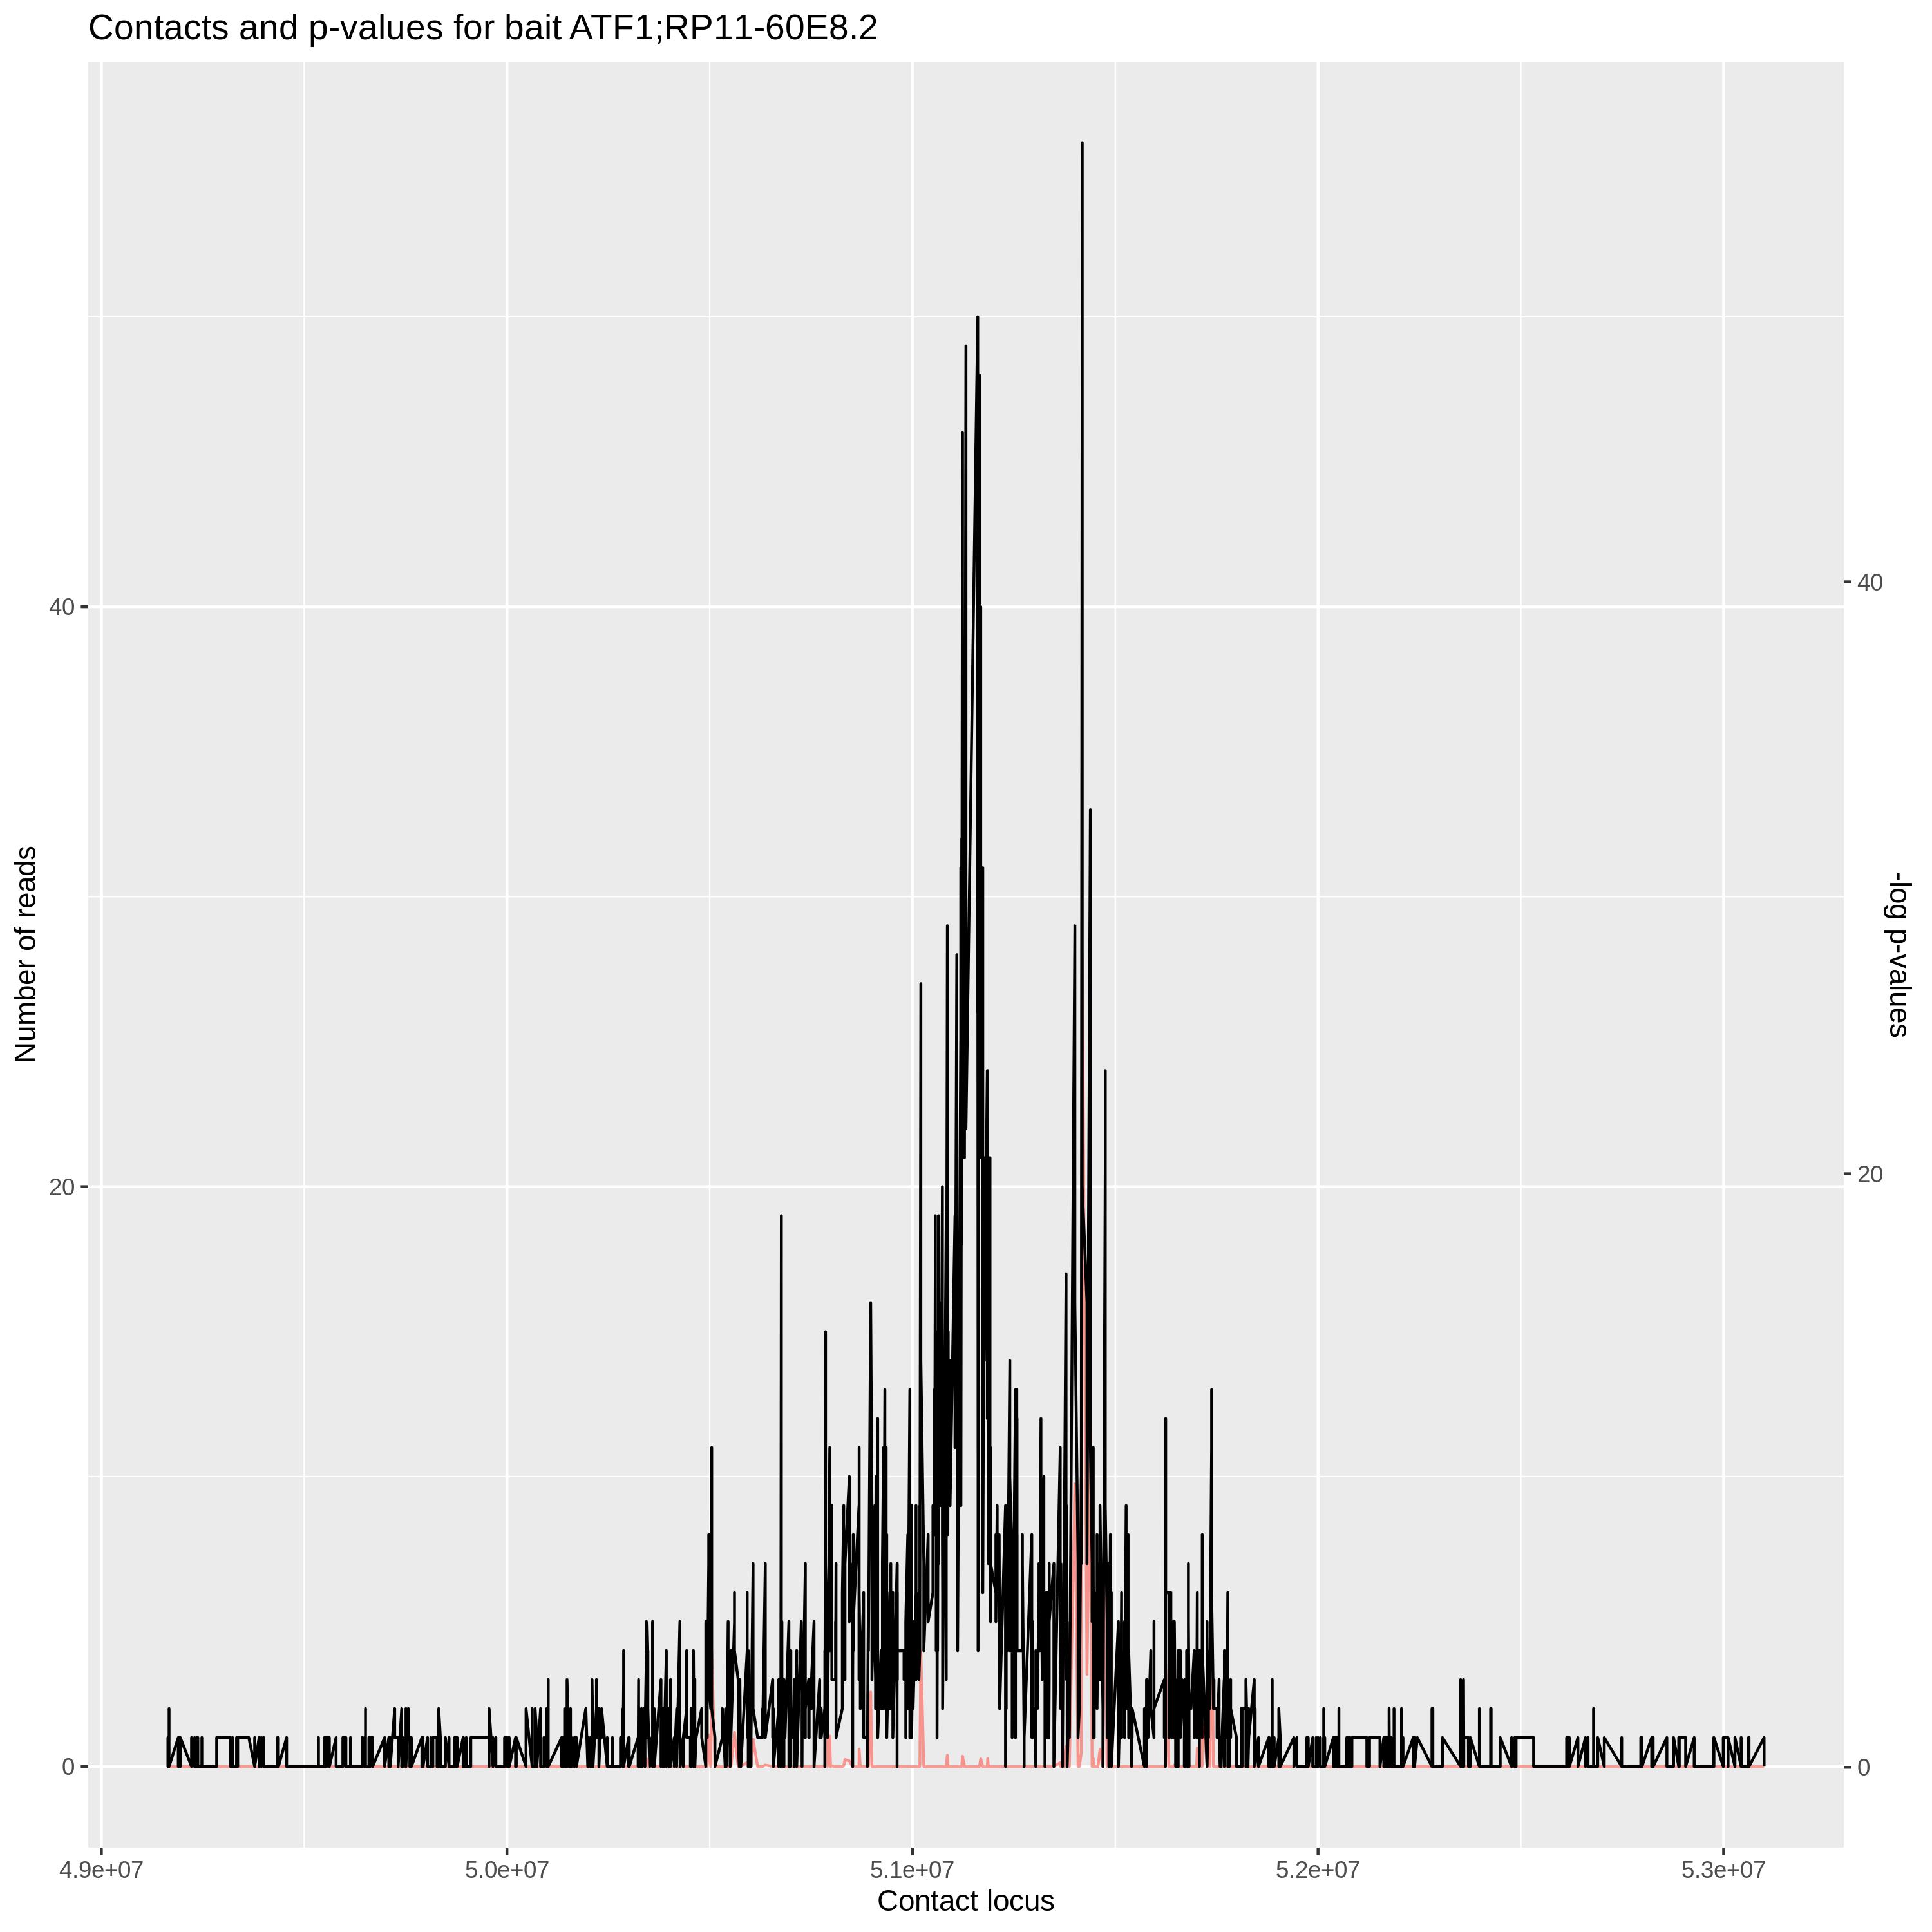 Contacts and p-values for bait ATF1;RP11-60E8.2
Number of reads
40
20
0
40
20
0
-log p-values
4.9e+07
5.0e+07
5.1e+07
5.2e+07
5.3e+07
Contact locus